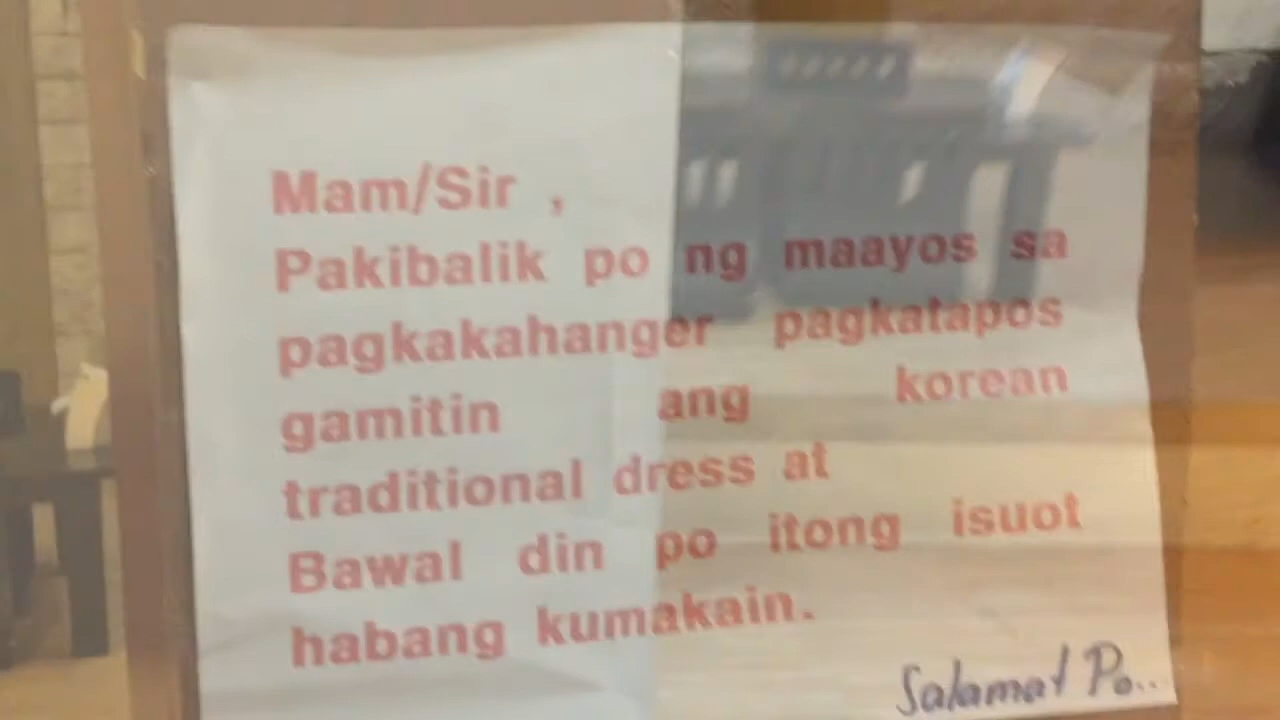 Mam/Sir ,
Pakibalik po ng maayos sa
pagkakahanger pagkatapos
gamitin ang korean
traditional dress at
Bawal din po itong isuot
habang kumakain.
Salamat Po..